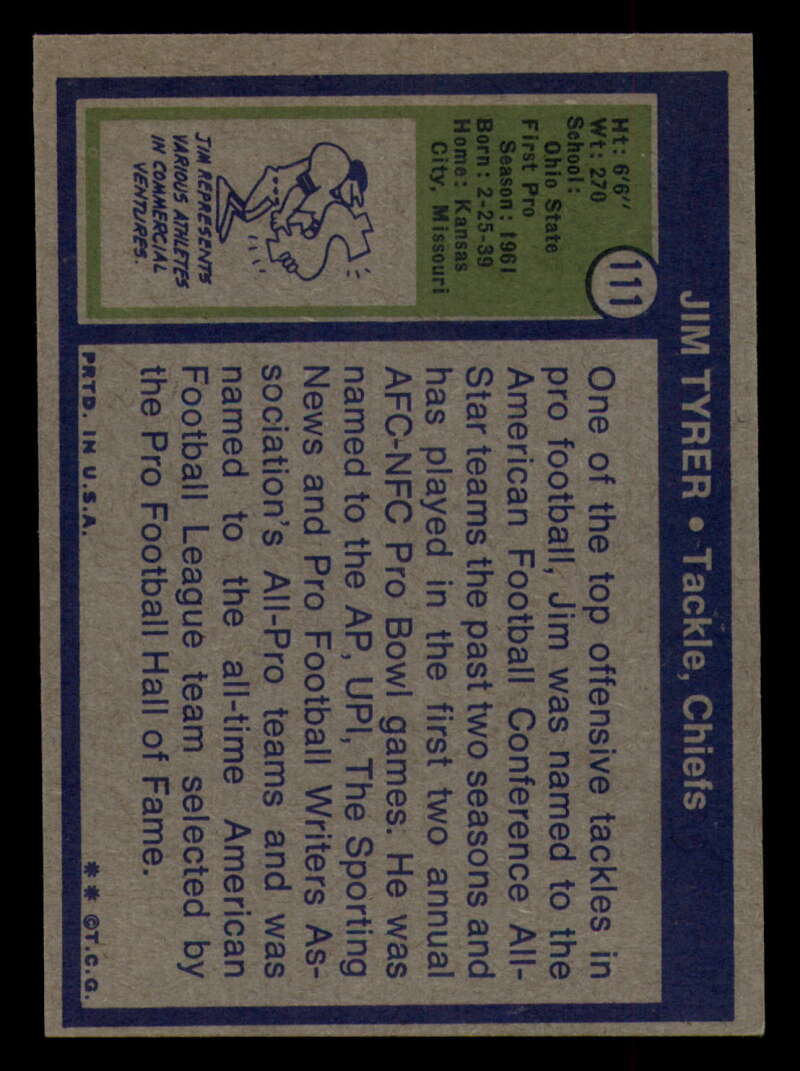 JIM TYRER • Tackle, Chiefs
111
Ht: 6'6"
Wt: 270
School:
Ohio State
First Pro
Season: 1961
Born: 2-25-39
Home: Kansas
City, Missouri
JIM REPRESENTS
VARIOUS ATHLETES
IN COMMERCIAL
VENTURES.
One of the top offensive tackles in
pro football, Jim was named to the
American Football Conference All-
Star teams the past two seasons and
has played in the first two annual
AFC-NFC Pro Bowl games. He was
named to the AP, UPI, The Sporting
News and Pro Football Writers As-
sociation's All-Pro teams and was
named to the all-time American
Football League team selected by
the Pro Football Hall of Fame.
PRTD. IN U.S.A.
** ©T.C.G.